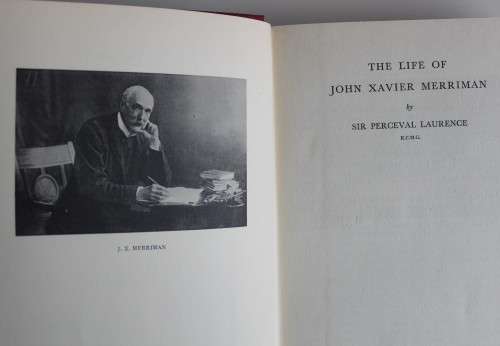 J. X. MERRIMAN
THE LIFE OF
JOHN XAVIER MERRIMAN
by
SIR PERCEVAL LAURENCE
K.C.M.G.